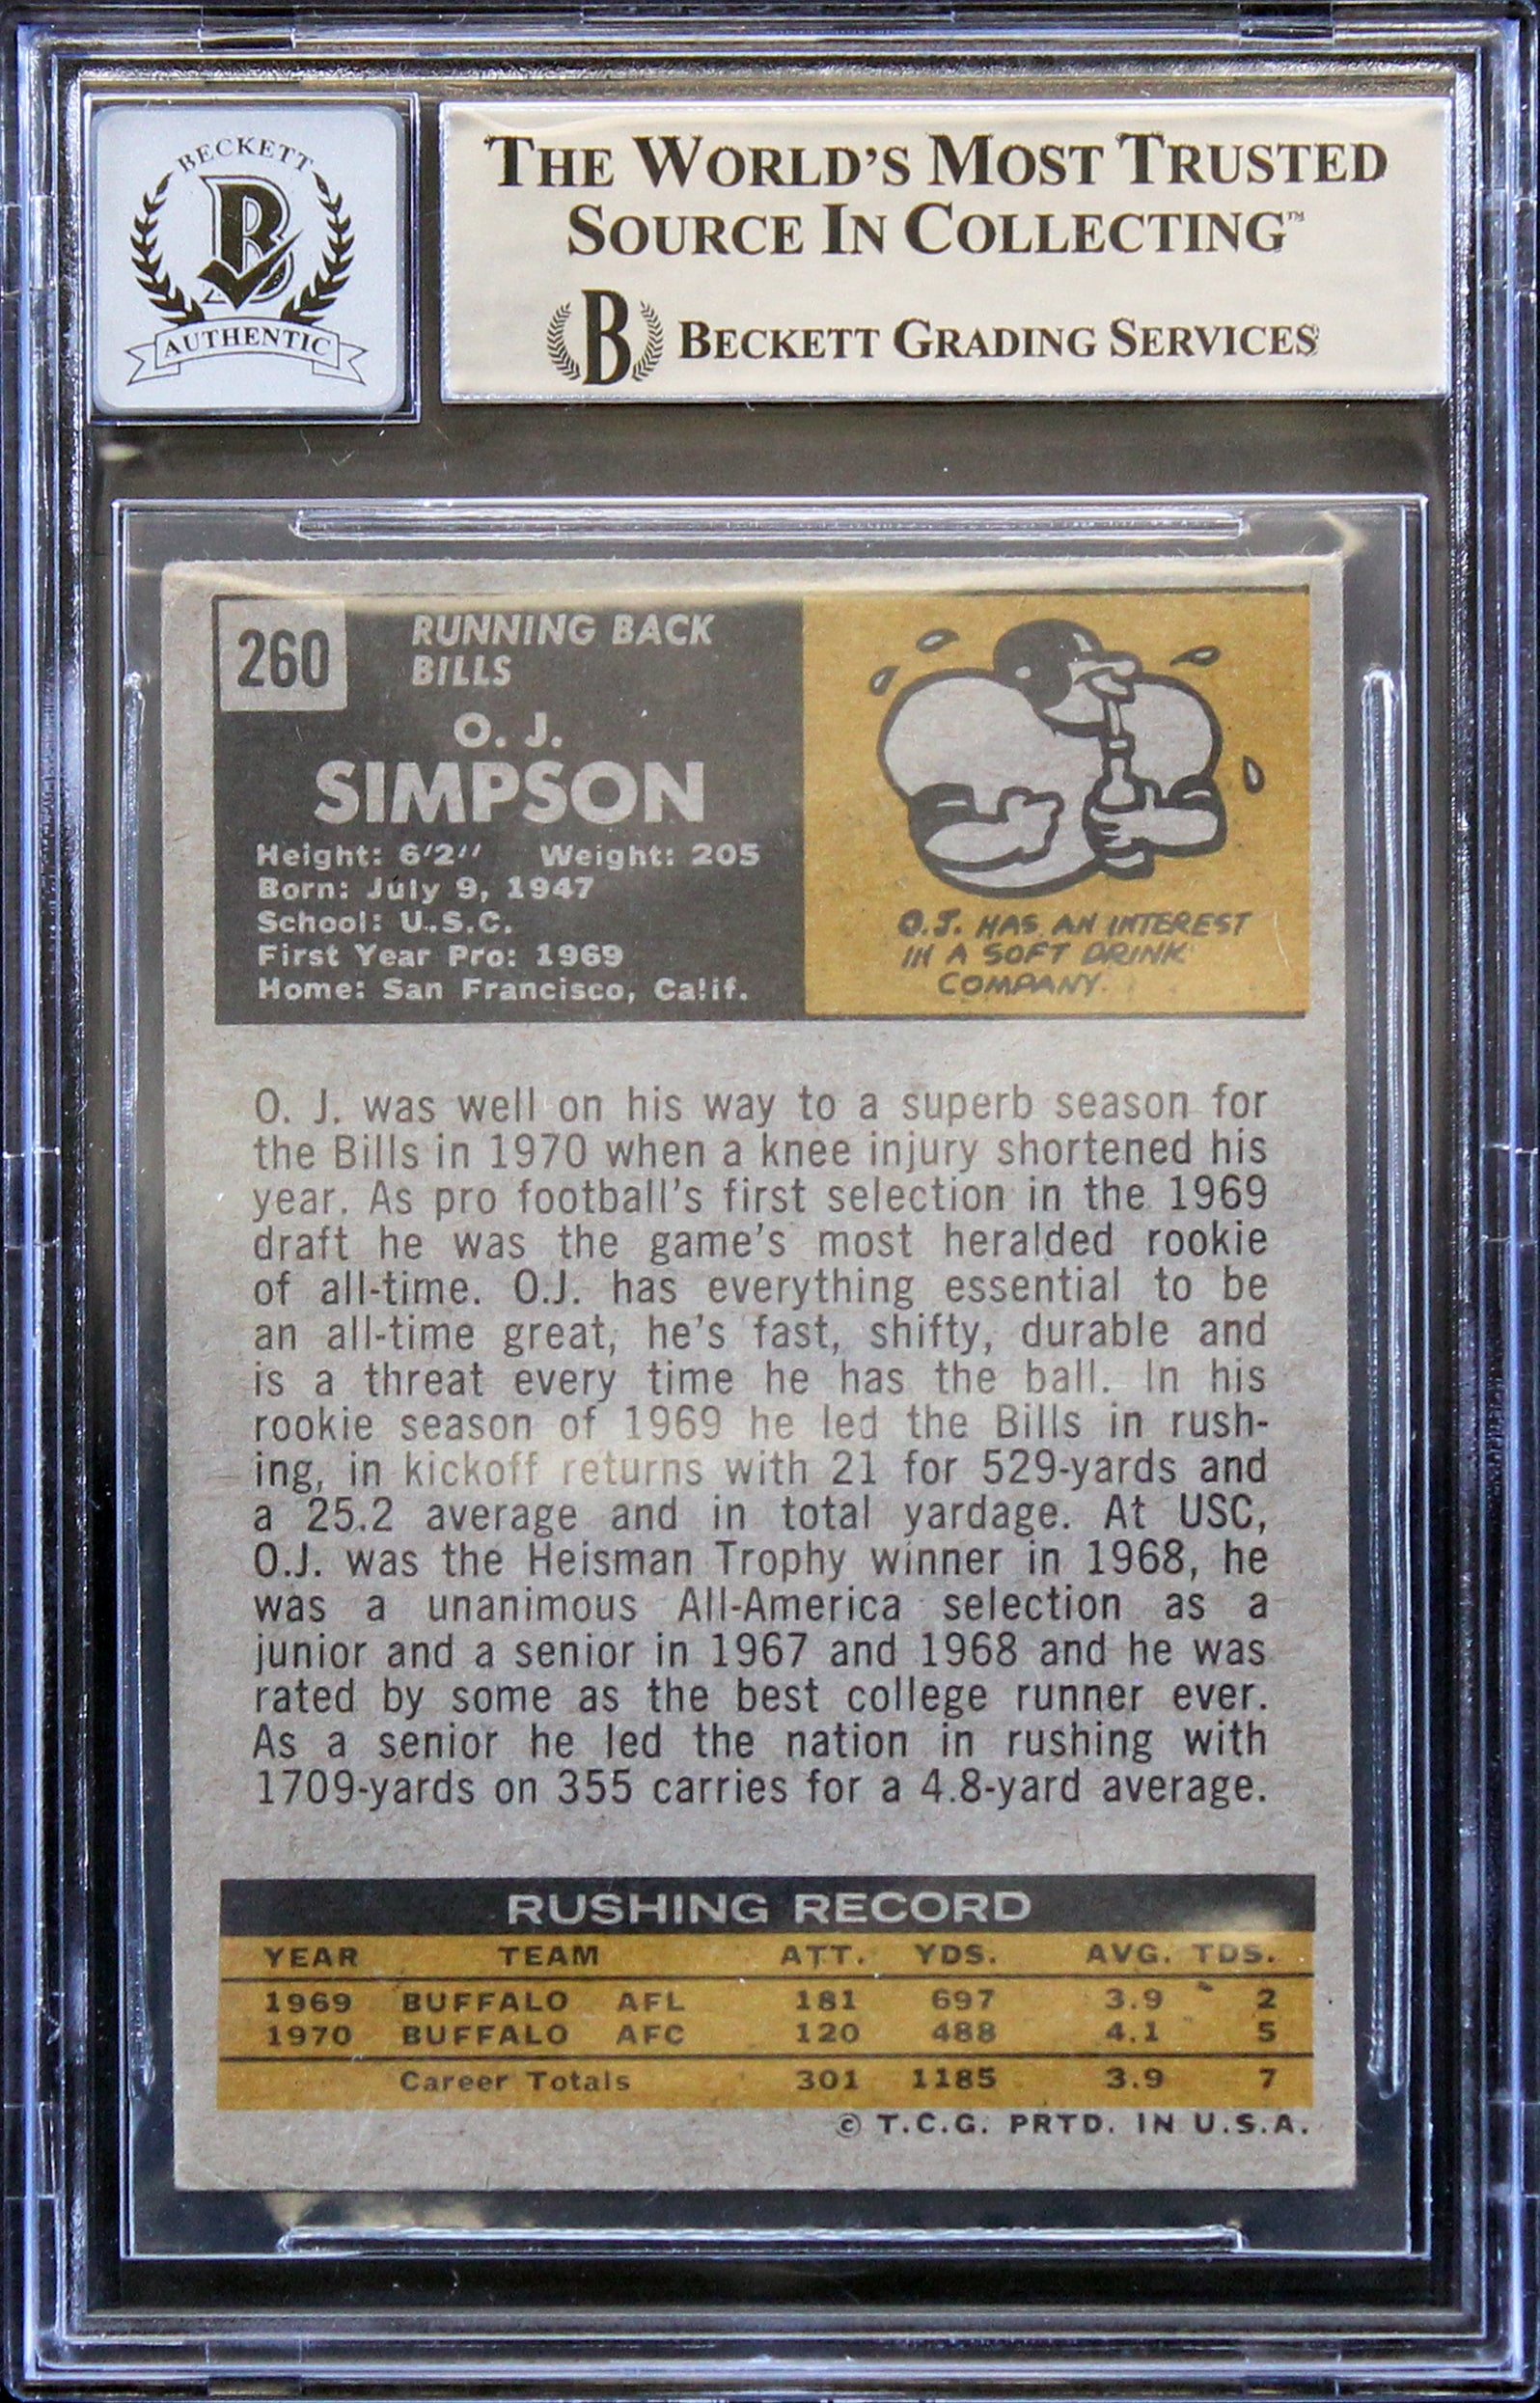 BECKETT
AUTHENTIC
THE WORLD'S MOST TRUSTED
SOURCE IN COLLECTING™
B BECKETT GRADING SERVICES
260
RUNNING BACK
BILLS
O. J.
SIMPSON
Height: 6'2'' Weight: 205
Born: July 9, 1947
School: U.S.C.
First Year Pro: 1969
Home: San Francisco, Calif.
O.J. HAS AN INTEREST
IN A SOFT DRINK
COMPANY.
O. J. was well on his way to a superb season for
the Bills in 1970 when a knee injury shortened his
year. As pro football's first selection in the 1969
draft he was the game's most heralded rookie
of all-time. O.J. has everything essential to be
an all-time great, he's fast, shifty, durable and
is a threat every time he has the ball. In his
rookie season of 1969 he led the Bills in rush-
ing, in kickoff returns with 21 for 529-yards and
a 25.2 average and in total yardage. At USC,
O.J. was the Heisman Trophy winner in 1968, he
was a unanimous All-America selection as a
junior and a senior in 1967 and 1968 and he was
rated by some as the best college runner ever.
As a senior he led the nation in rushing with
1709-yards on 355 carries for a 4.8-yard average.
RUSHING RECORD
YEAR TEAM ATT. YDS. AVG. TDS.
1969 BUFFALO AFL 181 697 3.9 2
1970 BUFFALO AFC 120 488 4.1 5
Career Totals 301 1185 3.9 7
© T.C.G. PRTD. IN U.S.A.